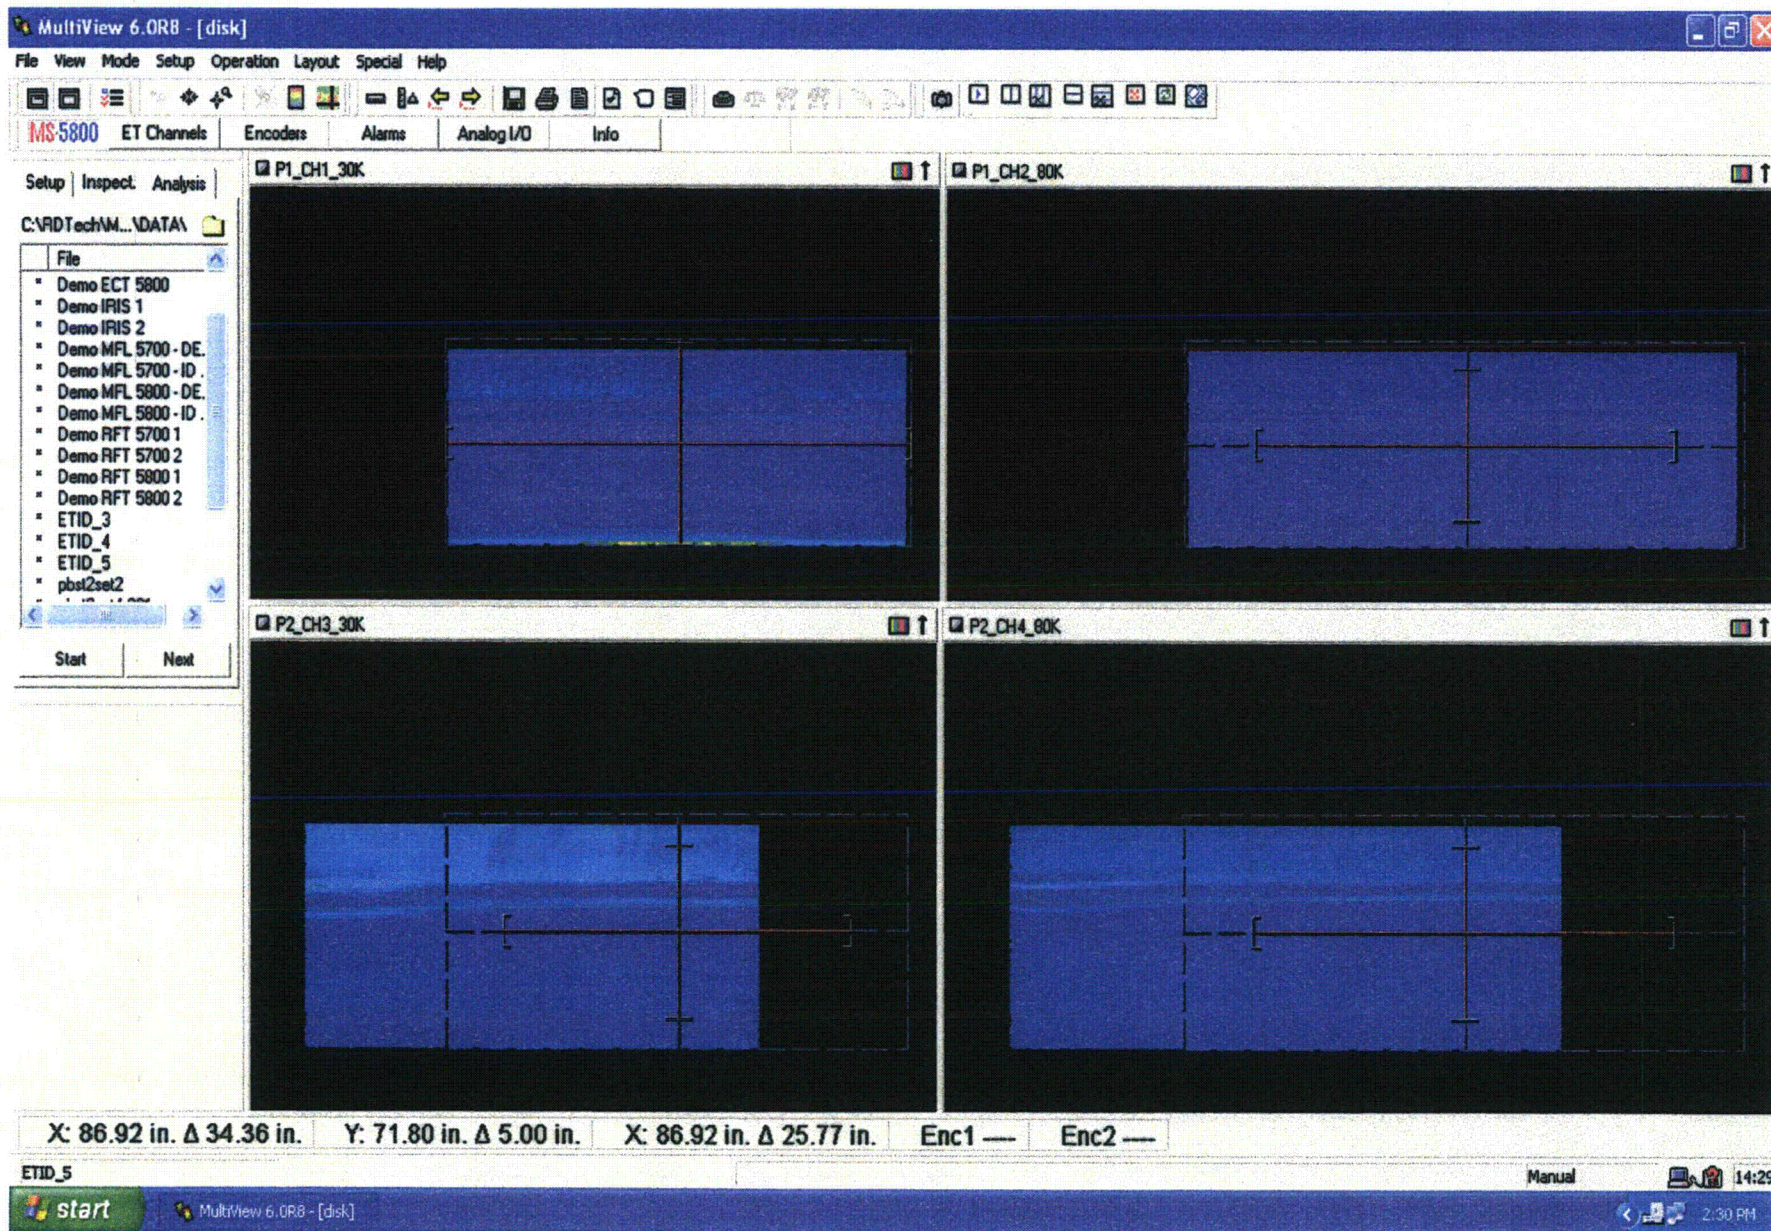 MultiView 6.0R8 - [disk]
File View Mode Setup Operation Layout Special Help
MS-5800 ET Channels Encoders Alarms Analog I/O Info
Setup Inspect. Analysis
C:\RDTech\M...\DATA\
File
Demo ECT 5800
Demo IRIS 1
Demo IRIS 2
Demo MFL 5700 - DE.
Demo MFL 5700 - ID .
Demo MFL 5800 - DE.
Demo MFL 5800 - ID .
Demo RFT 5700 1
Demo RFT 5700 2
Demo RFT 5800 1
Demo RFT 5800 2
ETID_3
ETID_4
ETID_5
pbst2set2
Start Next
P1_CH1_30K
P1_CH2_80K
P2_CH3_30K
P2_CH4_80K
X: 86.92 in. Δ 34.36 in. Y: 71.80 in. Δ 5.00 in. X: 86.92 in. Δ 25.77 in. Enc1 ---- Enc2 ----
ETID_5 Manual 14:29
start MultiView 6.0R8 - [disk] 2:30 PM